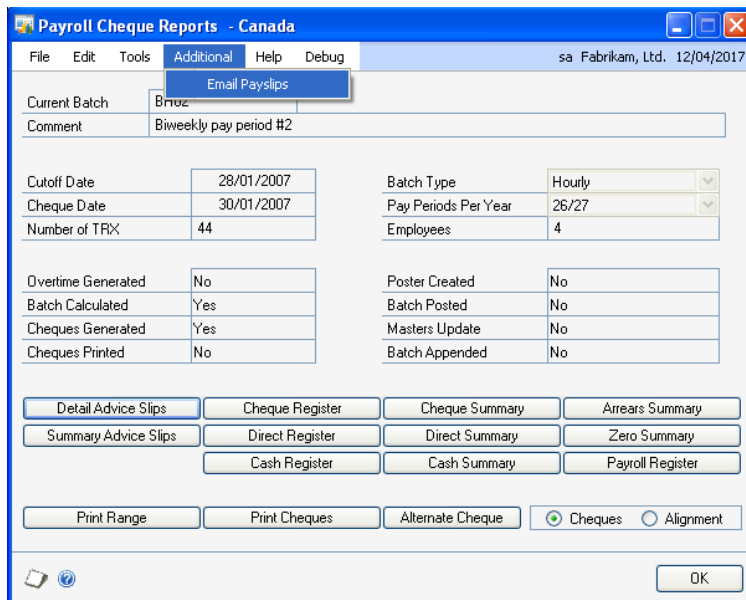 Payroll Cheque Reports - Canada
File Edit Tools Additional Help Debug sa Fabrikam, Ltd. 12/04/2017
Email Payslips
Current Batch BH02
Comment Biweekly pay period #2
Cutoff Date 28/01/2007 Batch Type Hourly
Cheque Date 30/01/2007 Pay Periods Per Year 26/27
Number of TRX 44 Employees 4
Overtime Generated No Poster Created No
Batch Calculated Yes Batch Posted No
Cheques Generated Yes Masters Update No
Cheques Printed No Batch Appended No
Detail Advice Slips Cheque Register Cheque Summary Arrears Summary
Summary Advice Slips Direct Register Direct Summary Zero Summary
Cash Register Cash Summary Payroll Register
Print Range Print Cheques Alternate Cheque Cheques Alignment
OK